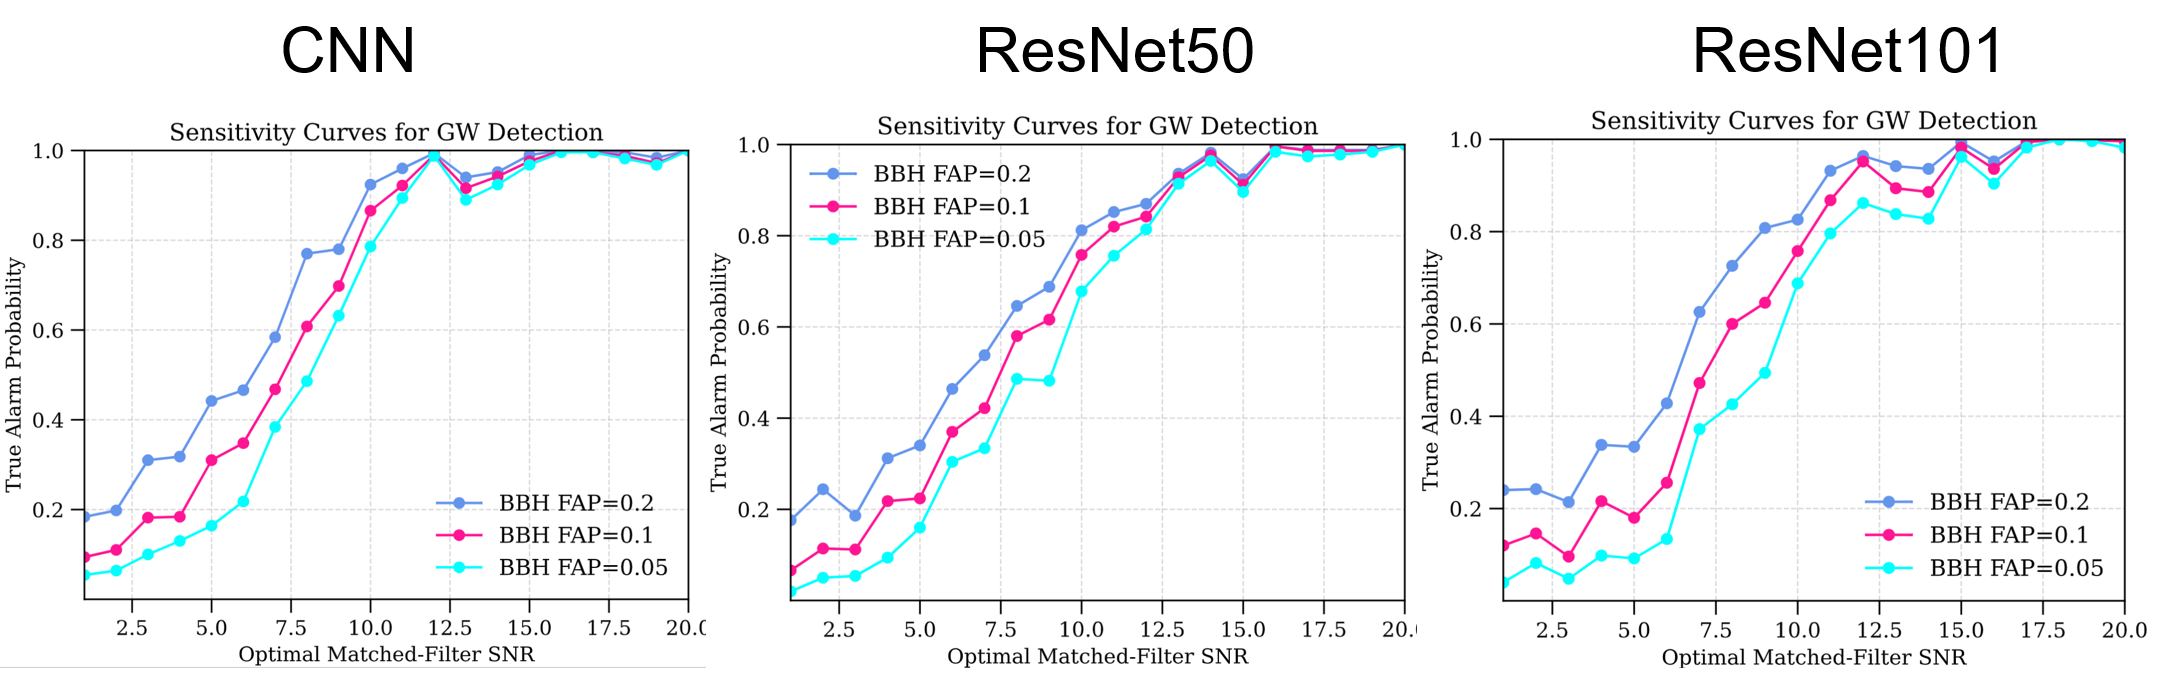 CNN
Sensitivity Curves for GW Detection
True Alarm Probability
1.0
0.8
0.6
0.4
0.2
BBH FAP=0.2
BBH FAP=0.1
BBH FAP=0.05
2.5 5.0 7.5 10.0 12.5 15.0 17.5 20.0
Optimal Matched-Filter SNR
ResNet50
Sensitivity Curves for GW Detection
True Alarm Probability
1.0
0.8
0.6
0.4
0.2
BBH FAP=0.2
BBH FAP=0.1
BBH FAP=0.05
2.5 5.0 7.5 10.0 12.5 15.0 17.5 20.
Optimal Matched-Filter SNR
ResNet101
Sensitivity Curves for GW Detection
True Alarm Probability
1.0
0.8
0.6
0.4
0.2
BBH FAP=0.2
BBH FAP=0.1
BBH FAP=0.05
2.5 5.0 7.5 10.0 12.5 15.0 17.5 20.0
Optimal Matched-Filter SNR